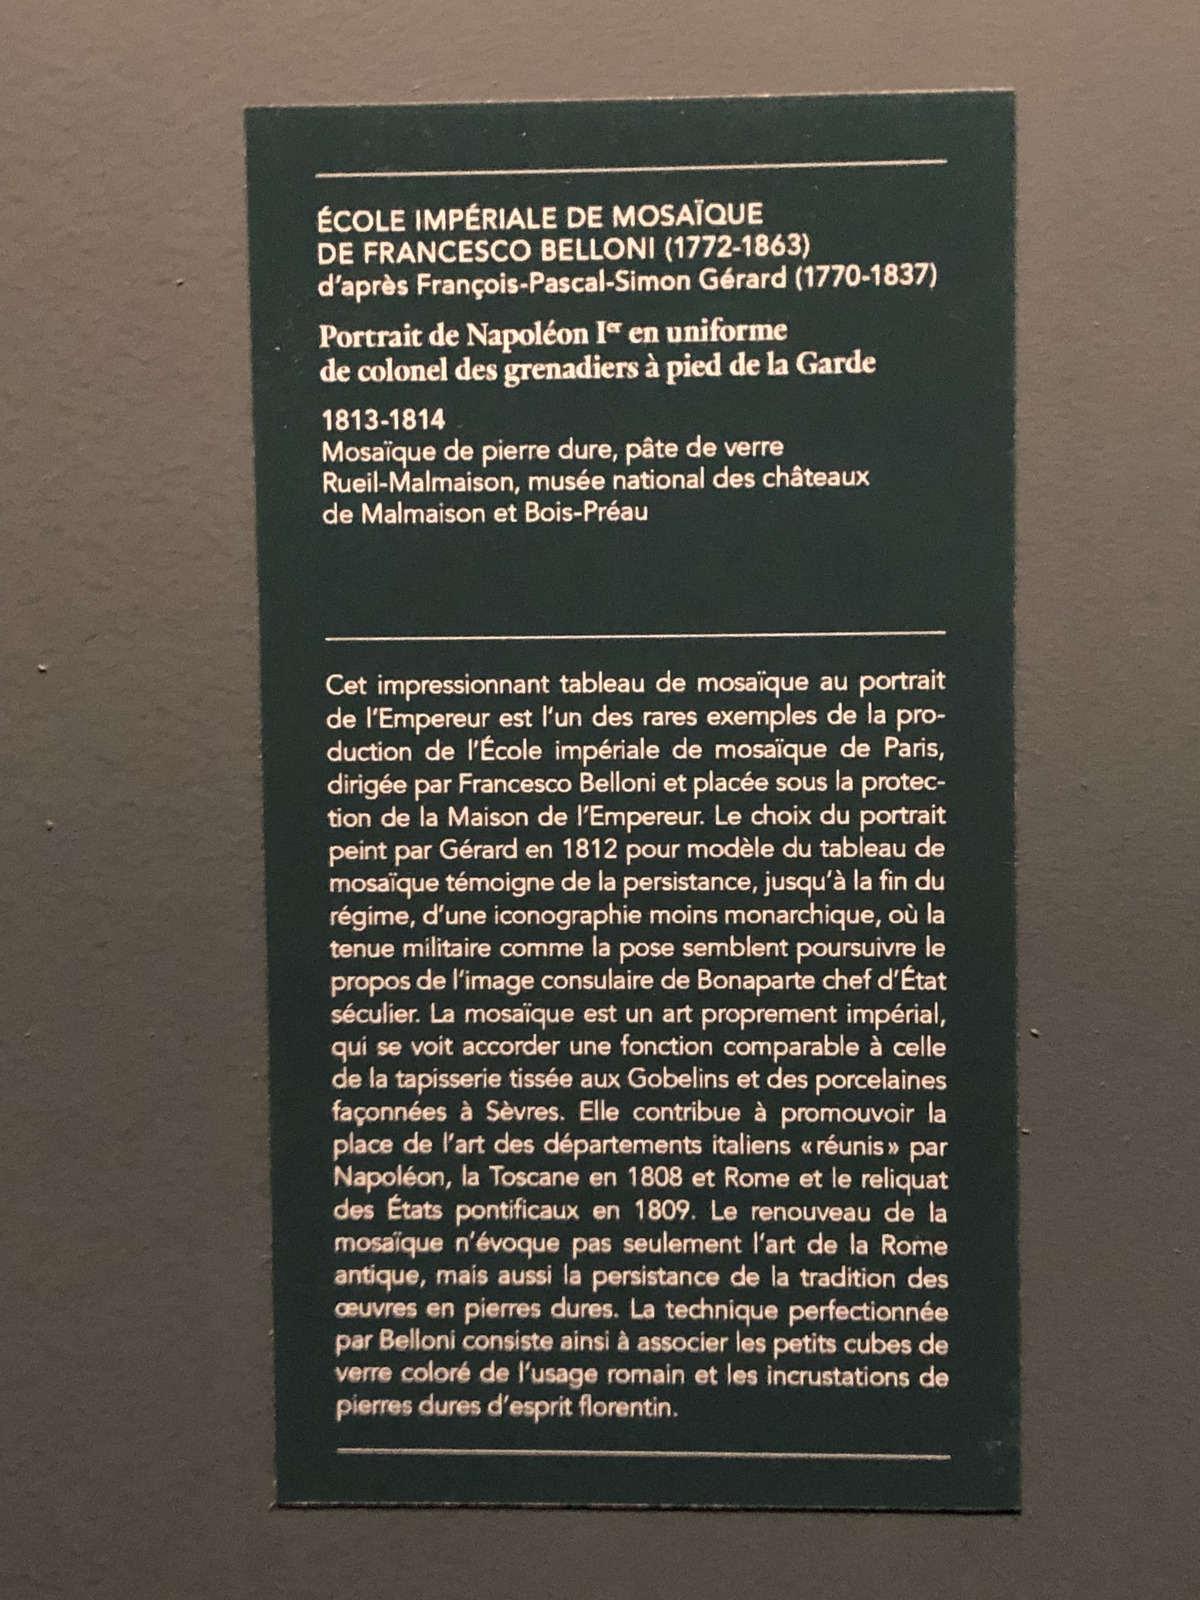 ÉCOLE IMPÉRIALE DE MOSAÏQUE
DE FRANCESCO BELLONI (1772-1863)
d'après François-Pascal-Simon Gérard (1770-1837)
Portrait de Napoléon Ier en uniforme
de colonel des grenadiers à pied de la Garde
1813-1814
Mosaïque de pierre dure, pâte de verre
Rueil-Malmaison, musée national des châteaux
de Malmaison et Bois-Préau
Cet impressionnant tableau de mosaïque au portrait
de l'Empereur est l'un des rares exemples de la pro-
duction de l'École impériale de mosaïque de Paris,
dirigée par Francesco Belloni et placée sous la protec-
tion de la Maison de l'Empereur. Le choix du portrait
peint par Gérard en 1812 pour modèle du tableau de
mosaïque témoigne de la persistance, jusqu'à la fin du
régime, d'une iconographie moins monarchique, où la
tenue militaire comme la pose semblent poursuivre le
propos de l'image consulaire de Bonaparte chef d'État
séculier. La mosaïque est un art proprement impérial,
qui se voit accorder une fonction comparable à celle
de la tapisserie tissée aux Gobelins et des porcelaines
façonnées à Sèvres. Elle contribue à promouvoir la
place de l'art des départements italiens «réunis» par
Napoléon, la Toscane en 1808 et Rome et le reliquat
des États pontificaux en 1809. Le renouveau de la
mosaïque n'évoque pas seulement l'art de la Rome
antique, mais aussi la persistance de la tradition des
œuvres en pierres dures. La technique perfectionnée
par Belloni consiste ainsi à associer les petits cubes de
verre coloré de l'usage romain et les incrustations de
pierres dures d'esprit florentin.